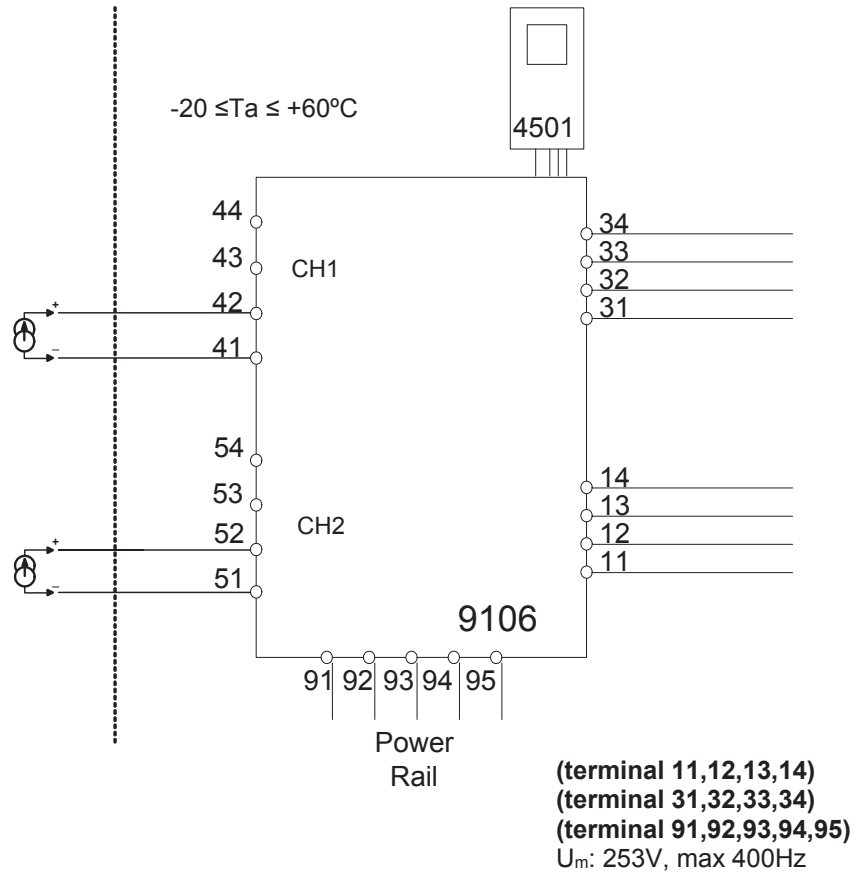 -20 ≤Ta ≤ +60ºC
4501
44
43
CH1
42
41
+
–
34
33
32
31
54
53
CH2
52
51
+
–
14
13
12
11
9106
91 92 93 94 95
Power
Rail
(terminal 11,12,13,14)
(terminal 31,32,33,34)
(terminal 91,92,93,94,95)
Um: 253V, max 400Hz